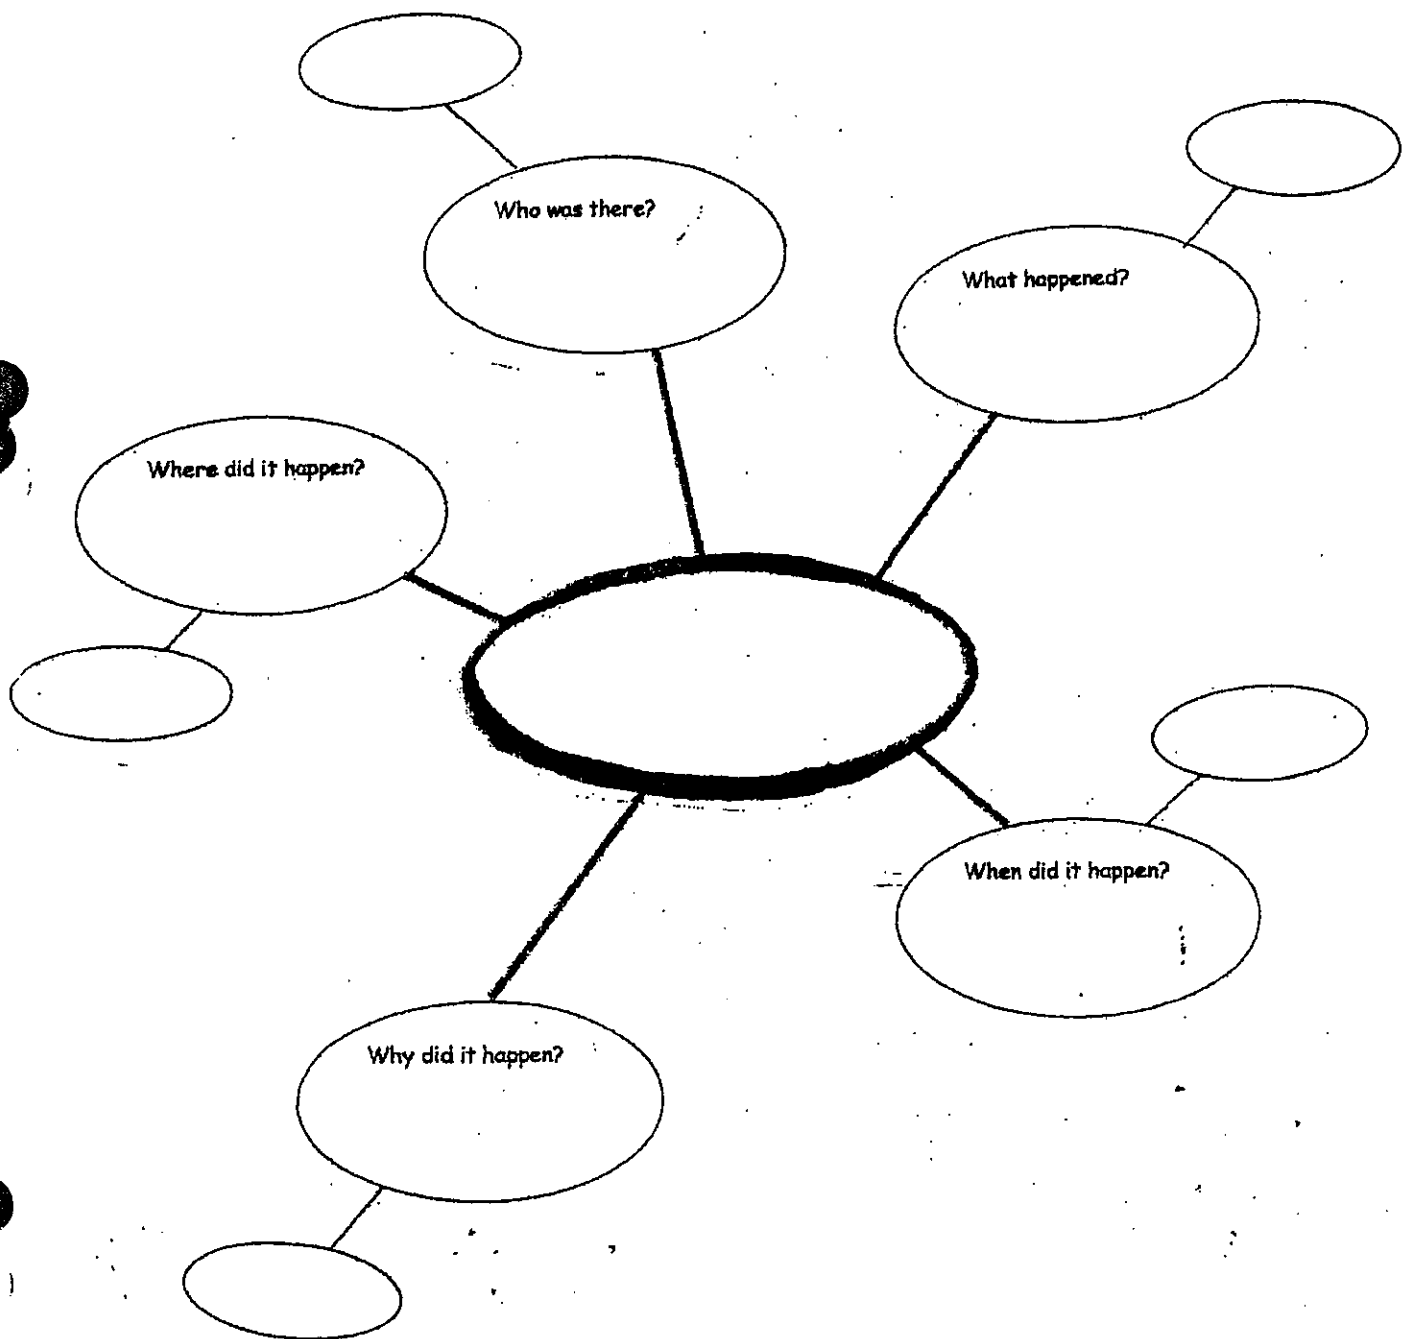 Who was there?
What happened?
Where did it happen?
When did it happen?
Why did it happen?